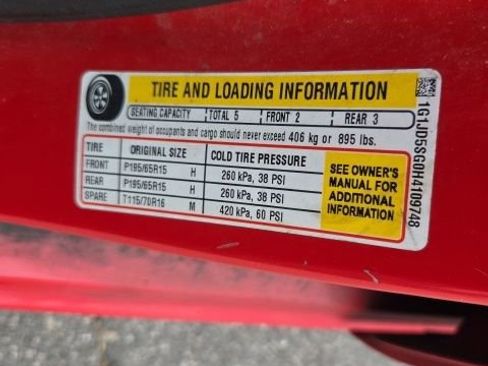 TIRE AND LOADING INFORMATION
SEATING CAPACITY TOTAL 5 FRONT 2 REAR 3
The combined weight of occupants and cargo should never exceed 406 kg or 895 lbs.
TIRE ORIGINAL SIZE COLD TIRE PRESSURE
FRONT P195/65R15 H 260 kPa, 38 PSI
REAR P195/65R15 H 260 kPa, 38 PSI
SPARE T115/70R16 M 420 kPa, 60 PSI
SEE OWNER'S
MANUAL FOR
ADDITIONAL
INFORMATION
1G1JD5SG0H4109748